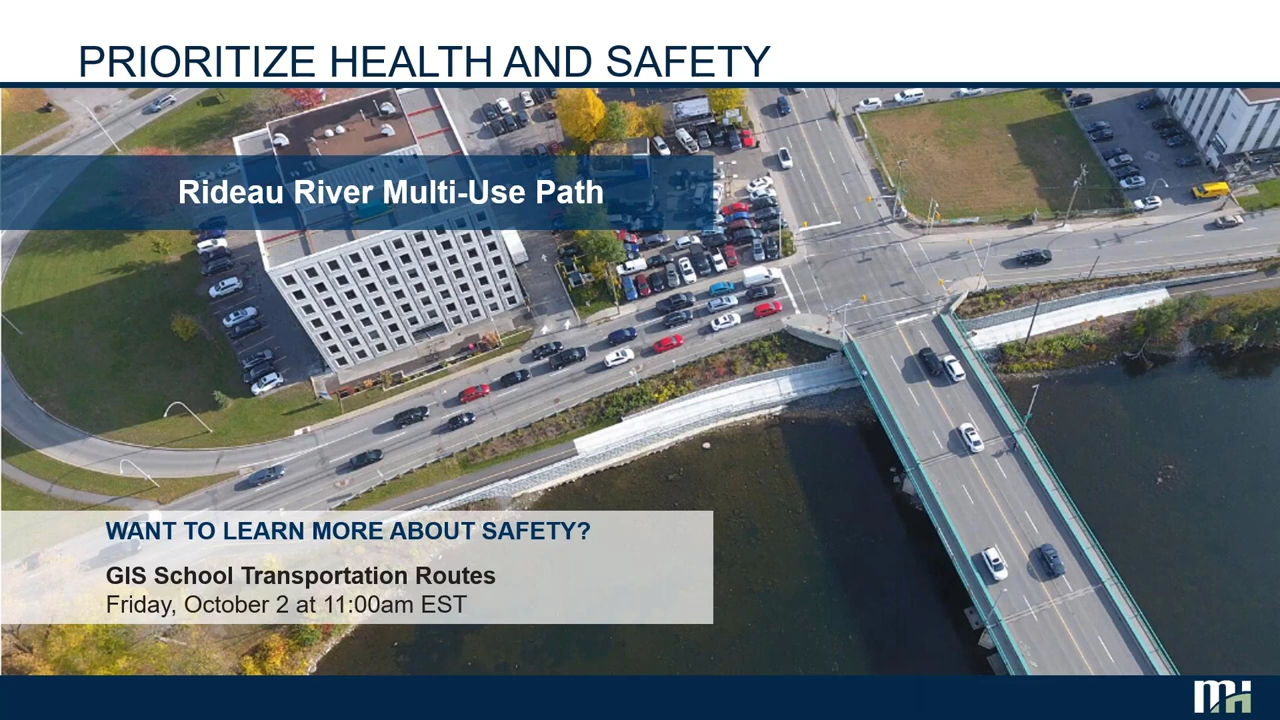 PRIORITIZE HEALTH AND SAFETY
Rideau River Multi-Use Path
WANT TO LEARN MORE ABOUT SAFETY?
GIS School Transportation Routes
Friday, October 2 at 11:00am EST